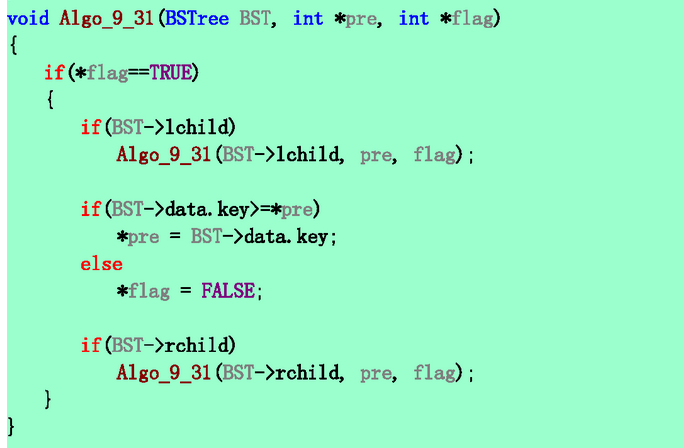 void Algo_9_31(BSTree BST, int *pre, int *flag)
{
    if(*flag==TRUE)
    {
        if(BST->lchild)
            Algo_9_31(BST->lchild, pre, flag);

        if(BST->data.key>=*pre)
            *pre = BST->data.key;
        else
            *flag = FALSE;

        if(BST->rchild)
            Algo_9_31(BST->rchild, pre, flag);
    }
}